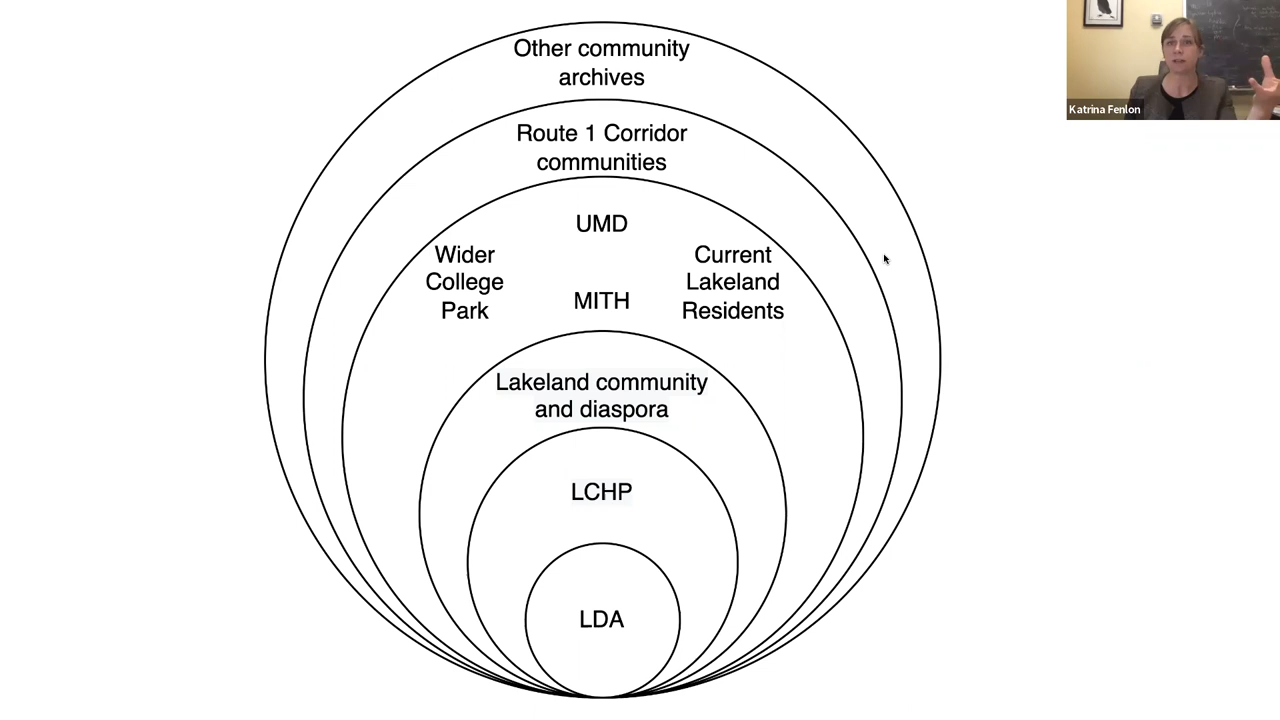 Other community
archives
Route 1 Corridor
communities
UMD
Wider
College
Park
MITH
Current
Lakeland
Residents
Lakeland community
and diaspora
LCHP
LDA
Katrina Fenlon